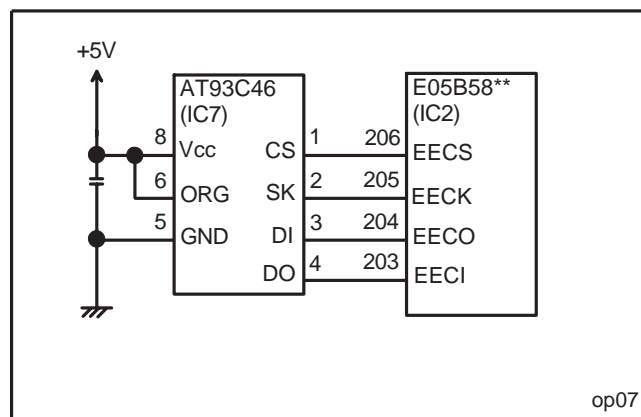 +5V
AT93C46
(IC7)
E05B58**
(IC2)
8
Vcc
CS
1
206
EECS
6
ORG
SK
2
205
EECK
5
GND
DI
3
204
EECO
DO
4
203
EECI
op07